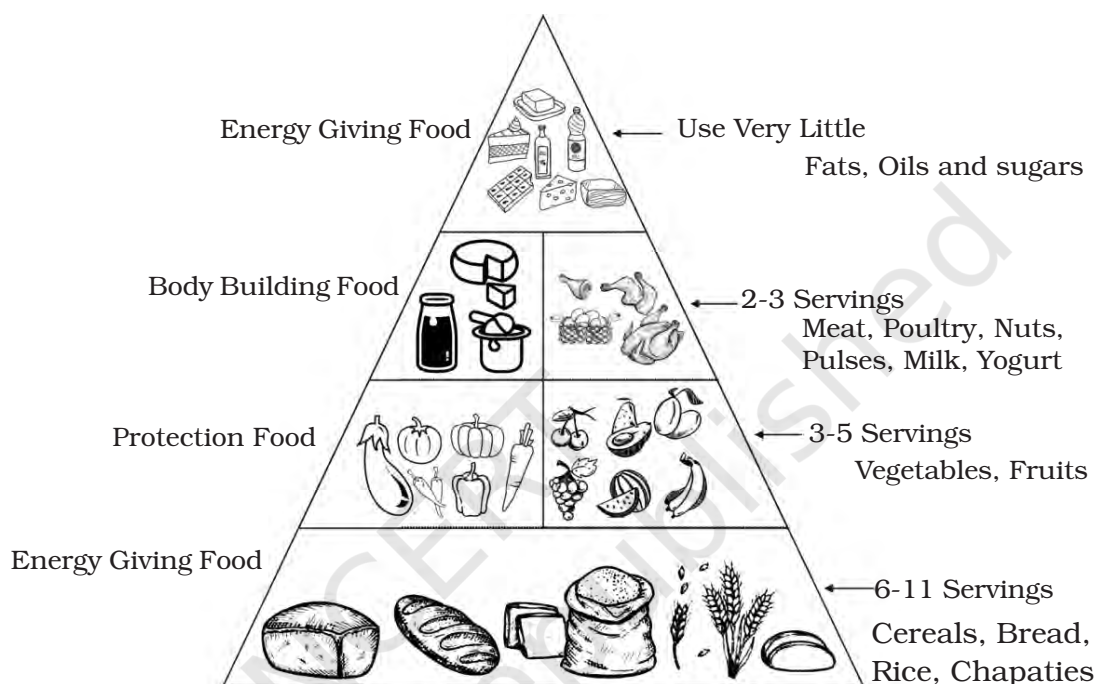 Energy Giving Food
Use Very Little
Fats, Oils and sugars
Body Building Food
2-3 Servings
Meat, Poultry, Nuts,
Pulses, Milk, Yogurt
Protection Food
3-5 Servings
Vegetables, Fruits
Energy Giving Food
6-11 Servings
Cereals, Bread,
Rice, Chapaties
NCERT